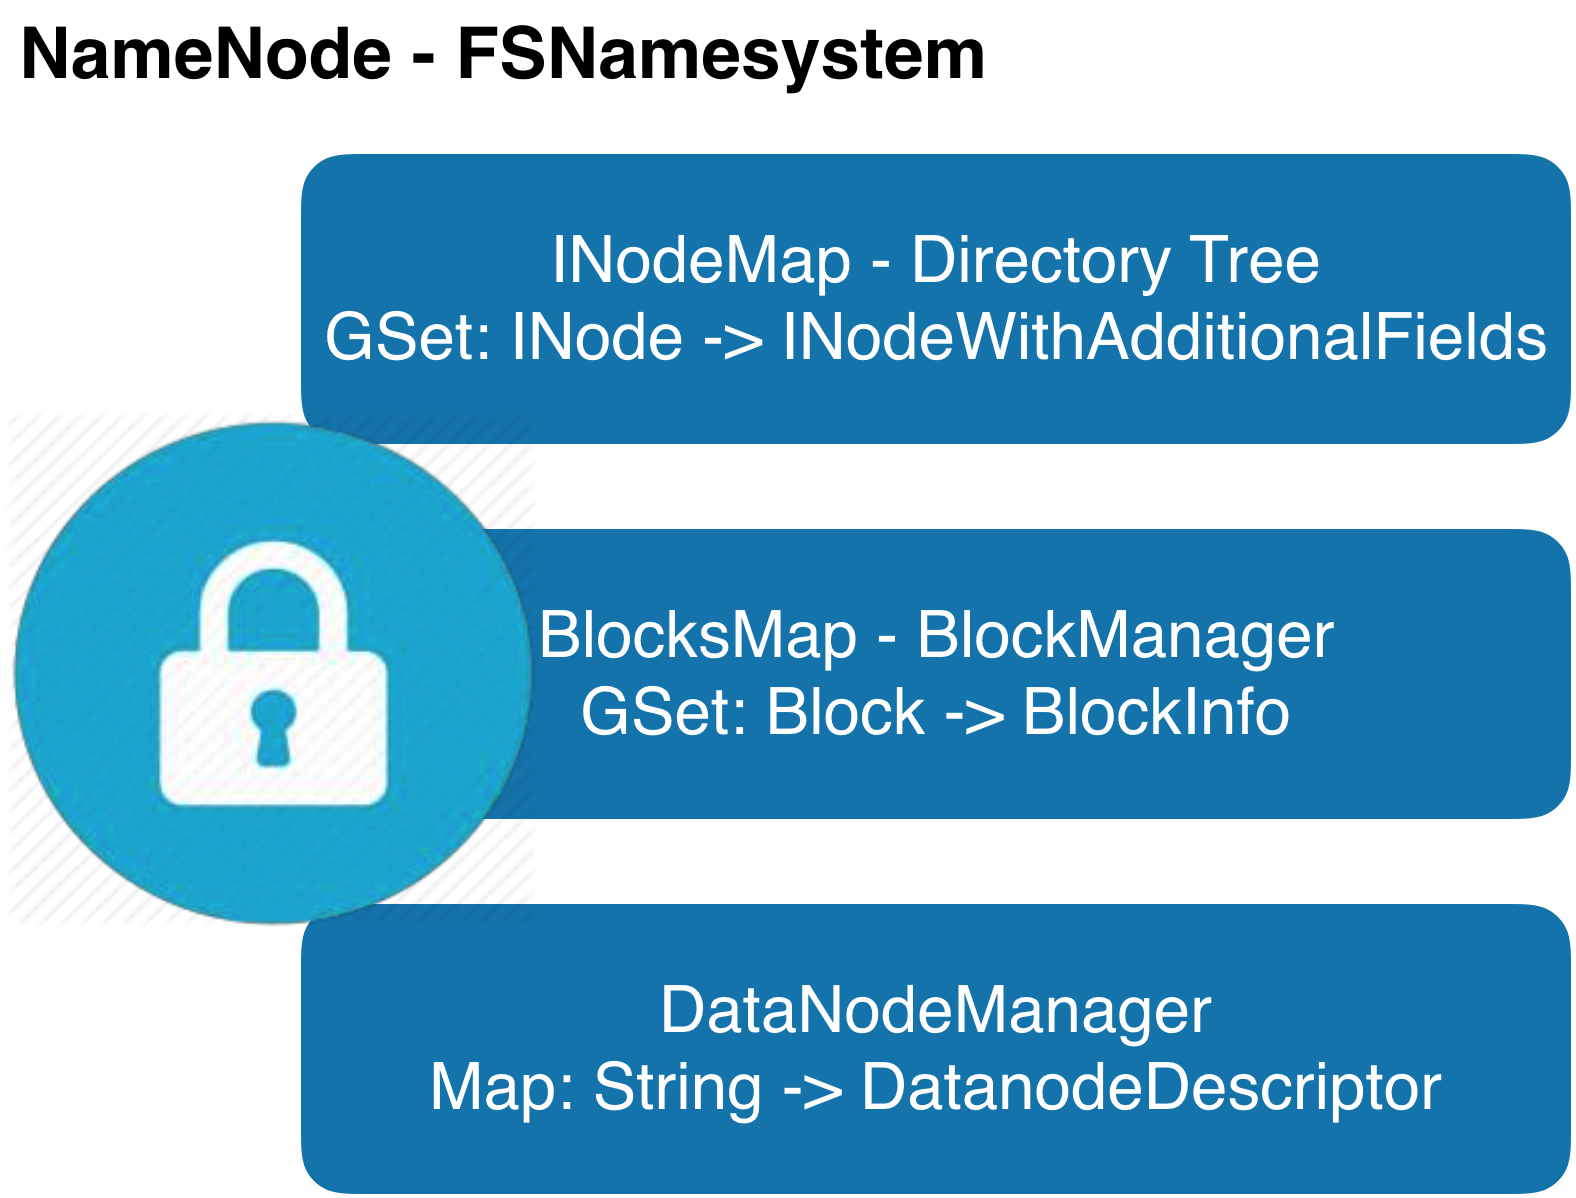 NameNode - FSNamesystem
INodeMap - Directory Tree
GSet: INode -> INodeWithAdditionalFields
BlocksMap - BlockManager
GSet: Block -> BlockInfo
DataNodeManager
Map: String -> DatanodeDescriptor